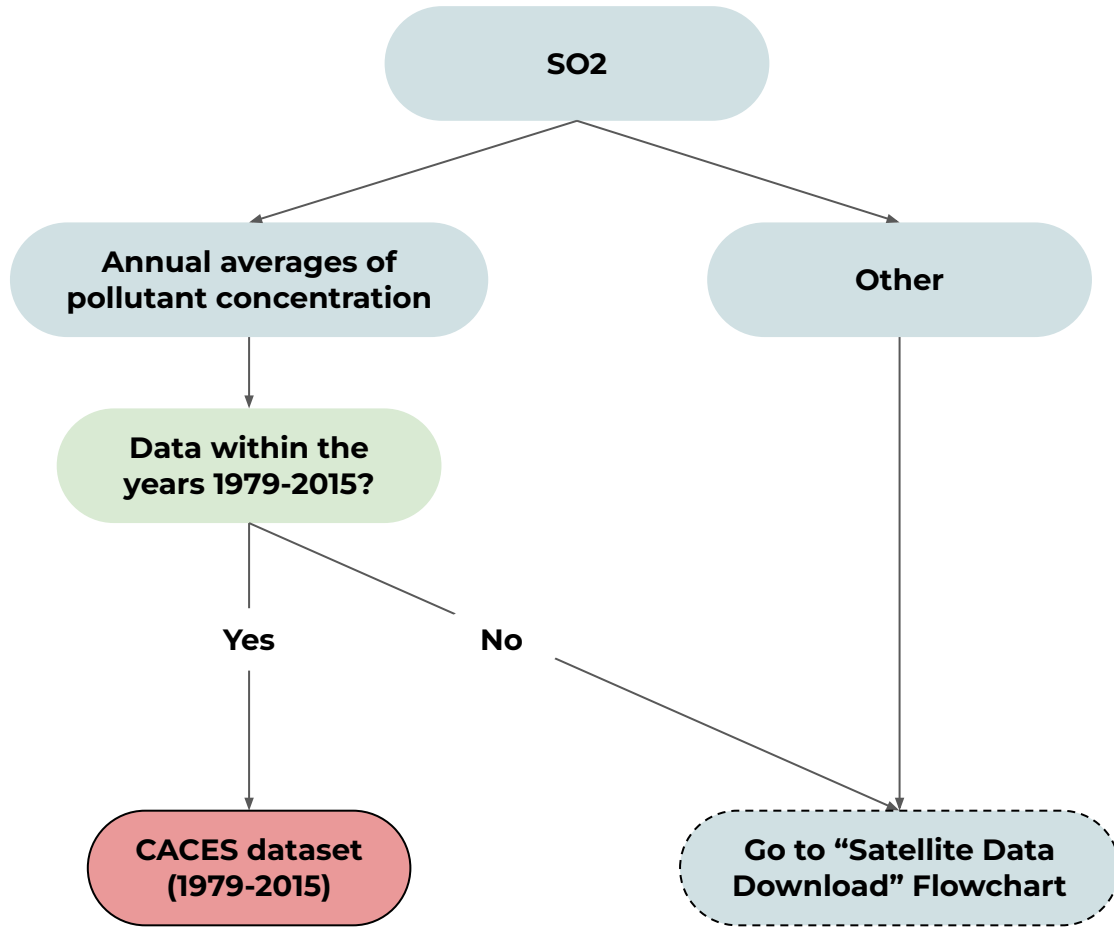 SO2
Annual averages of
pollutant concentration
Other
Data within the
years 1979-2015?
Yes
No
CACES dataset
(1979-2015)
Go to “Satellite Data
Download” Flowchart